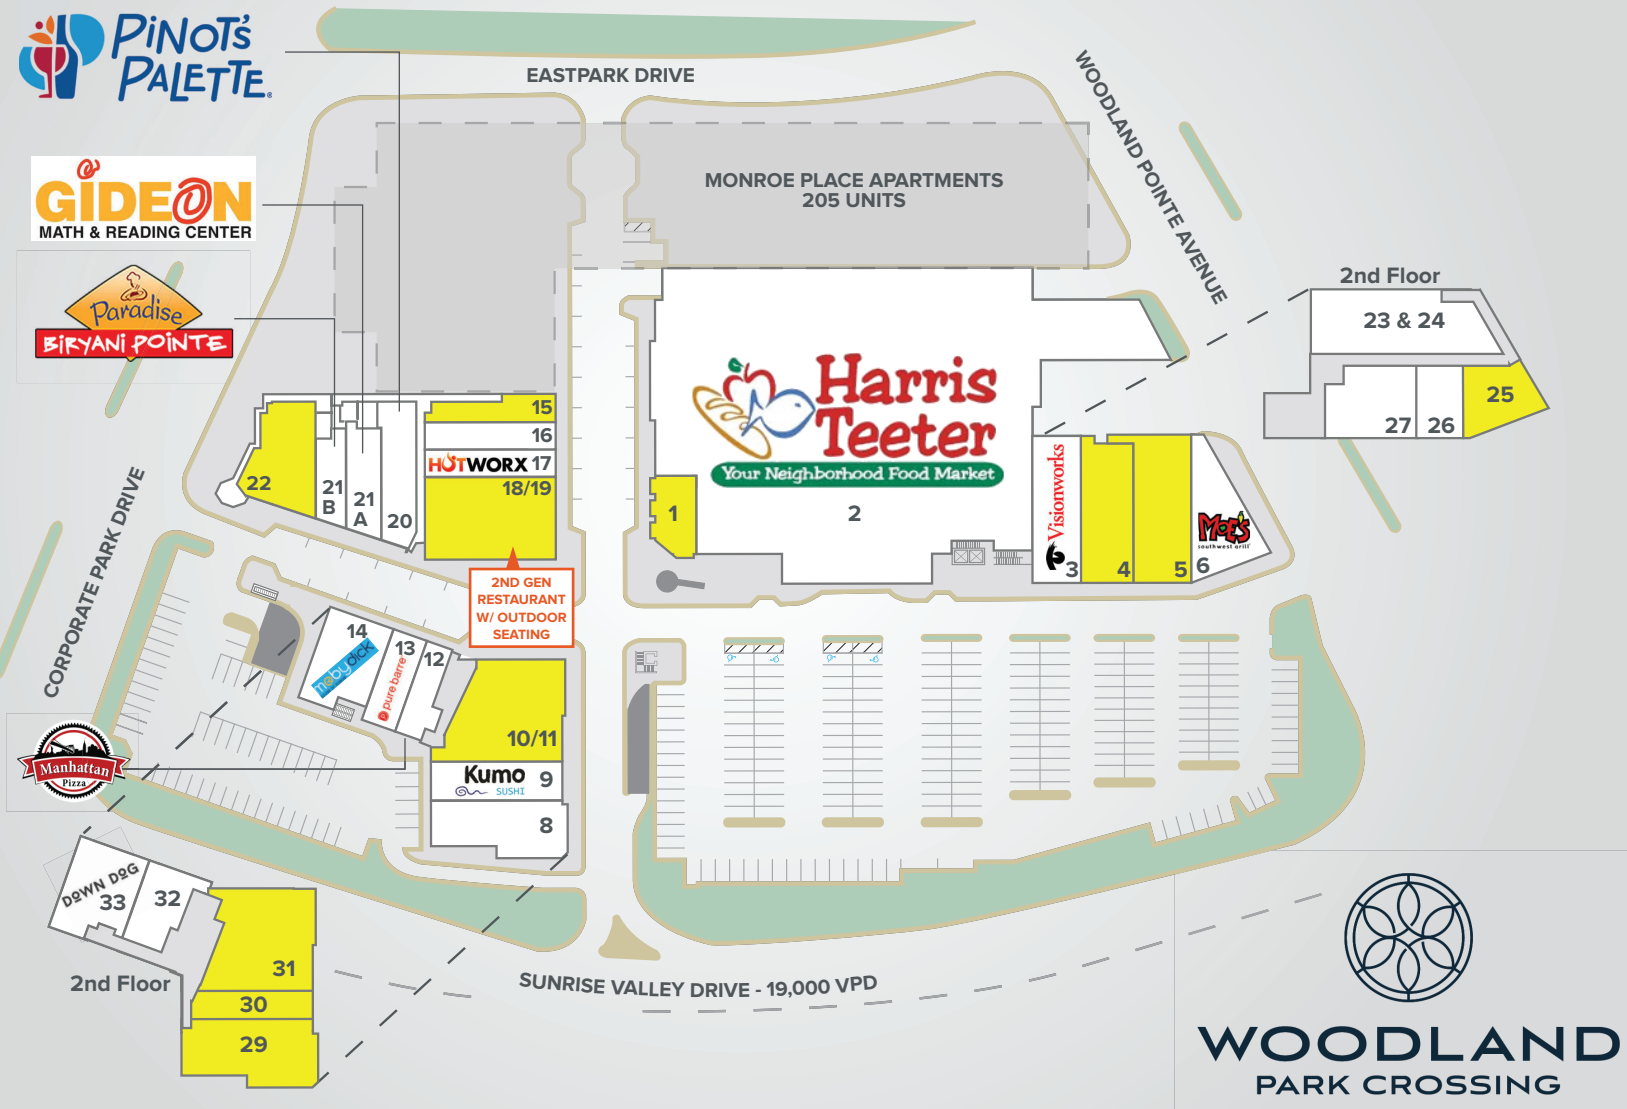 PiNOT'S
PALETTE
EASTPARK DRIVE
WOODLAND POINTE AVENUE
MONROE PLACE APARTMENTS
205 UNITS
GIDEON
MATH & READING CENTER
Paradise
BIRYANI POINTE
2nd Floor
23 & 24
25
27
26
Harris
Teeter
Your Neighborhood Food Market
2
1
15
16
HOTWORX 17
18/19
22
21
B
21
A
20
Visionworks
3
4
5
6
MOE'S
southwest grill
2ND GEN
RESTAURANT
W/ OUTDOOR
SEATING
CORPORATE PARK DRIVE
14
mobydick
13
pure barre
12
10/11
Kumo
SUSHI
9
8
Manhattan
Pizza
DOWN DOG
33
32
31
30
29
2nd Floor
SUNRISE VALLEY DRIVE - 19,000 VPD
WOODLAND
PARK CROSSING